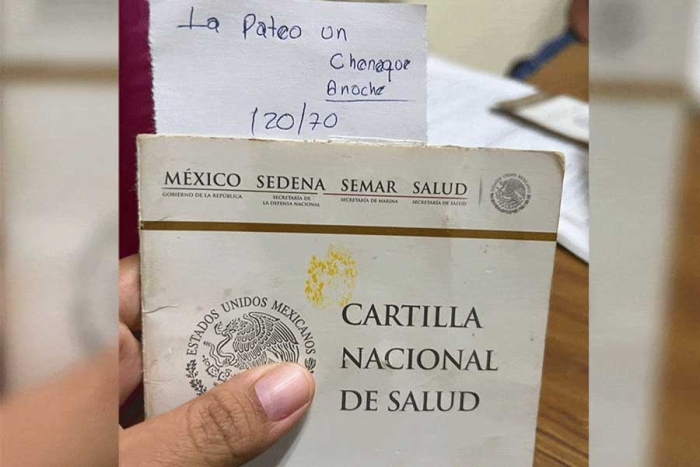 La Pateo un
Chanaque
Anoche
120/70
MÉXICO SEDENA SEMAR SALUD
GOBIERNO DE LA REPÚBLICA SECRETARÍA DE LA DEFENSA NACIONAL SECRETARÍA DE MARINA SECRETARÍA DE SALUD
ESTADOS UNIDOS MEXICANOS
CARTILLA
NACIONAL
DE SALUD